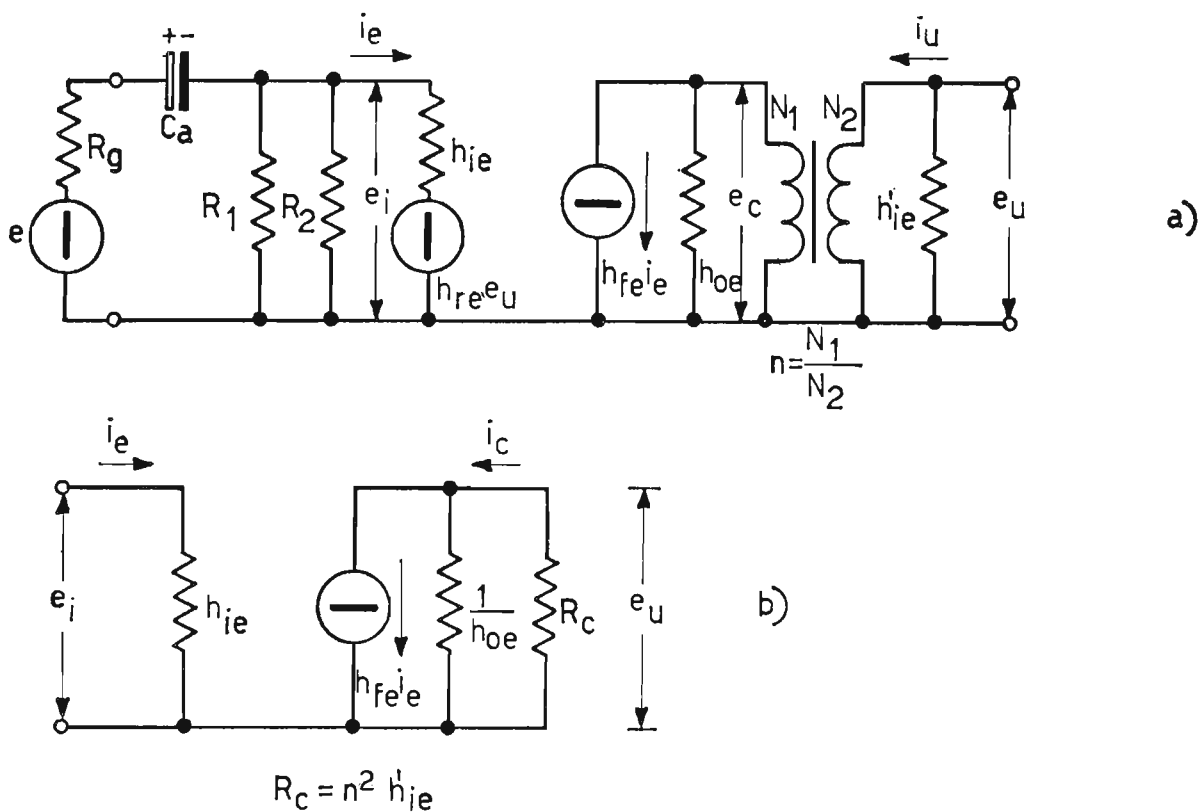 + -
i_e
i_u
R_g
C_a
R_1
R_2
e_i
h_ie
e
h_re e_u
h_fe i_e
h_oe
e_c
N_1
N_2
h'_ie
e_u
a)
n = N_1 / N_2
i_e
i_c
e_i
h_ie
h_fe i_e
1 / h_oe
R_c
e_u
b)
R_c = n² h'_ie